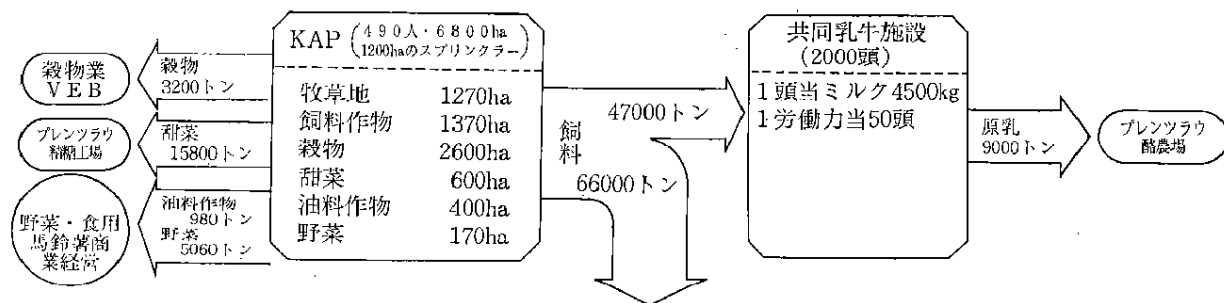 穀物業
ＶＥＢ
プレンツラウ
精糖工場
野菜・食用
馬鈴薯商
業経営
穀物
3200トン
甜菜
15800トン
油料作物
980トン
野菜
5060トン
KAP (490人・6800ha
1200haのスプリンクラー)
牧草地 1270ha
飼料作物 1370ha
穀物 2600ha
甜菜 600ha
油料作物 400ha
野菜 170ha
飼料
47000トン
66000トン
共同乳牛施設
(2000頭)
1頭当ミルク4500kg
1労働力当50頭
原乳
9000トン
プレンツラウ
酪農場